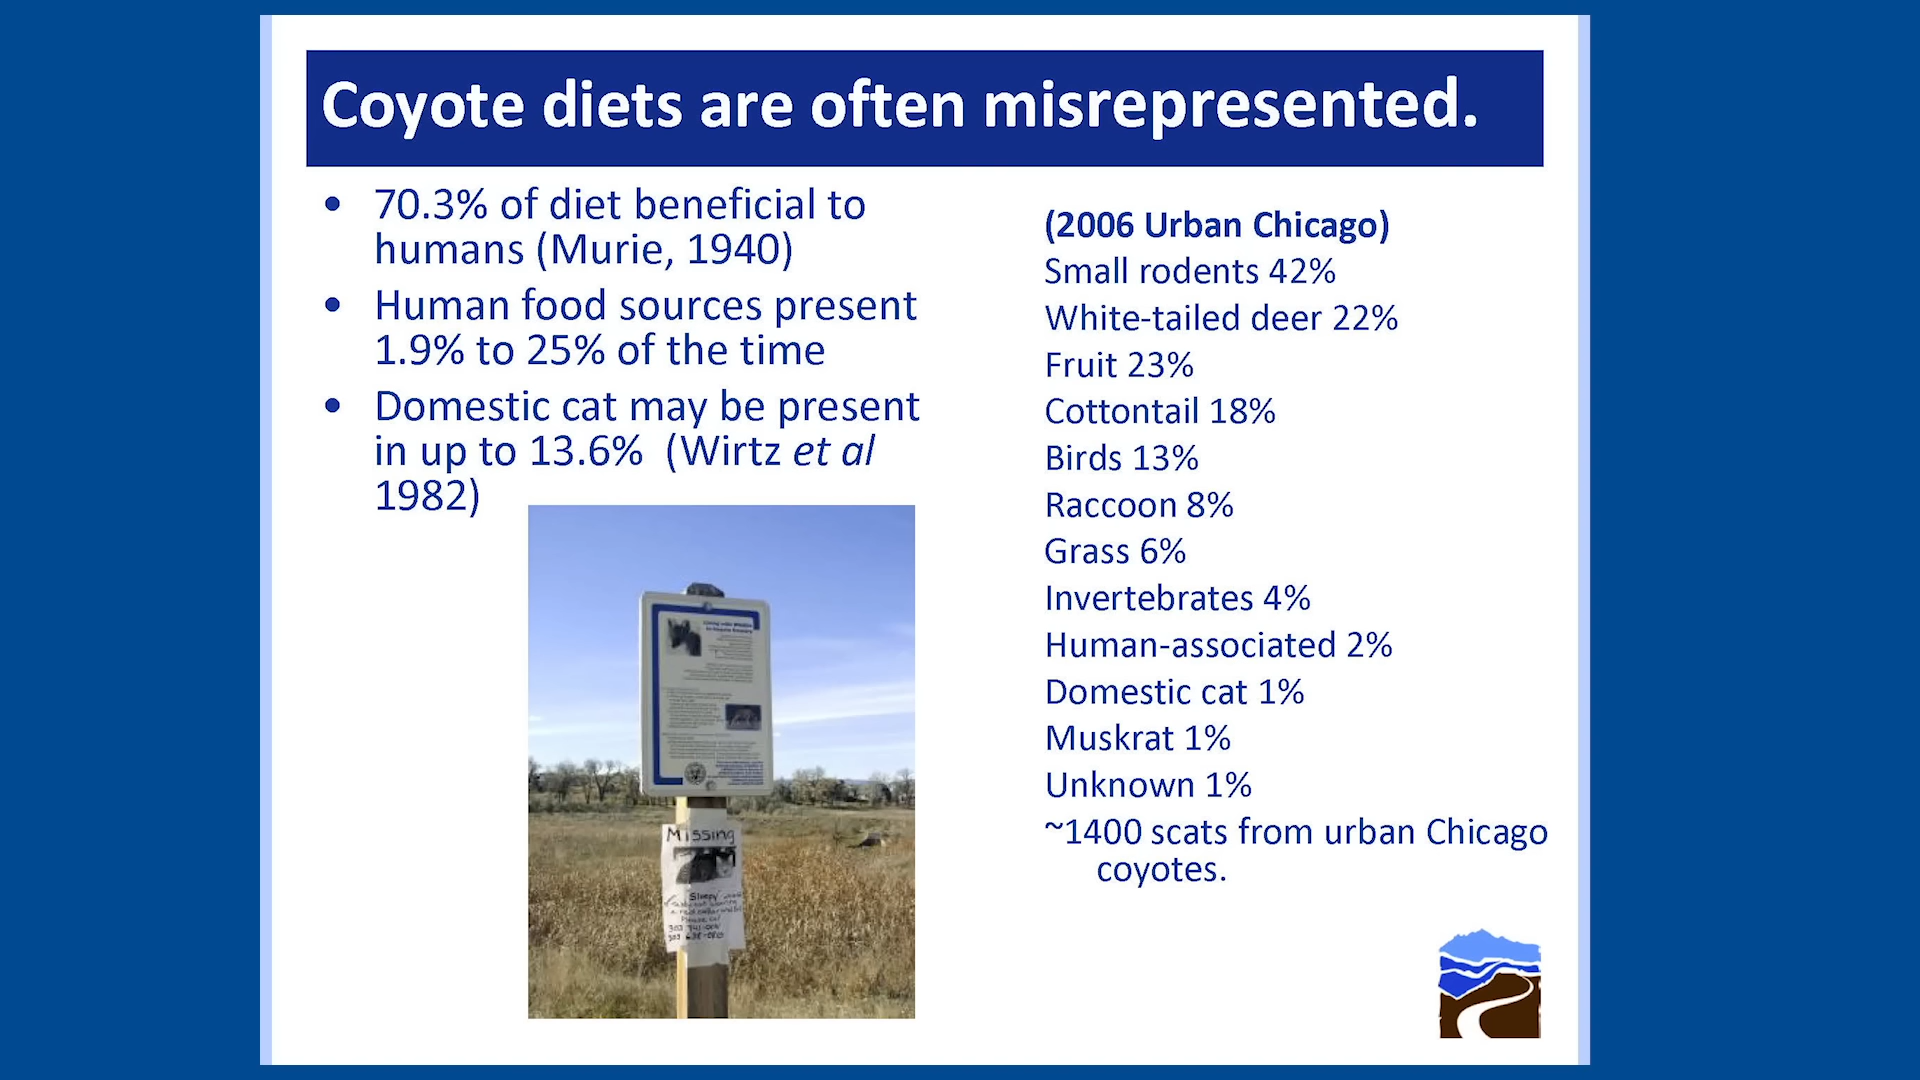 Coyote diets are often misrepresented.
• 70.3% of diet beneficial to
humans (Murie, 1940)
• Human food sources present
1.9% to 25% of the time
• Domestic cat may be present
in up to 13.6% (Wirtz et al
1982)
(2006 Urban Chicago)
Small rodents 42%
White-tailed deer 22%
Fruit 23%
Cottontail 18%
Birds 13%
Raccoon 8%
Grass 6%
Invertebrates 4%
Human-associated 2%
Domestic cat 1%
Muskrat 1%
Unknown 1%
~1400 scats from urban Chicago
coyotes.
Missing
"Sleepy"